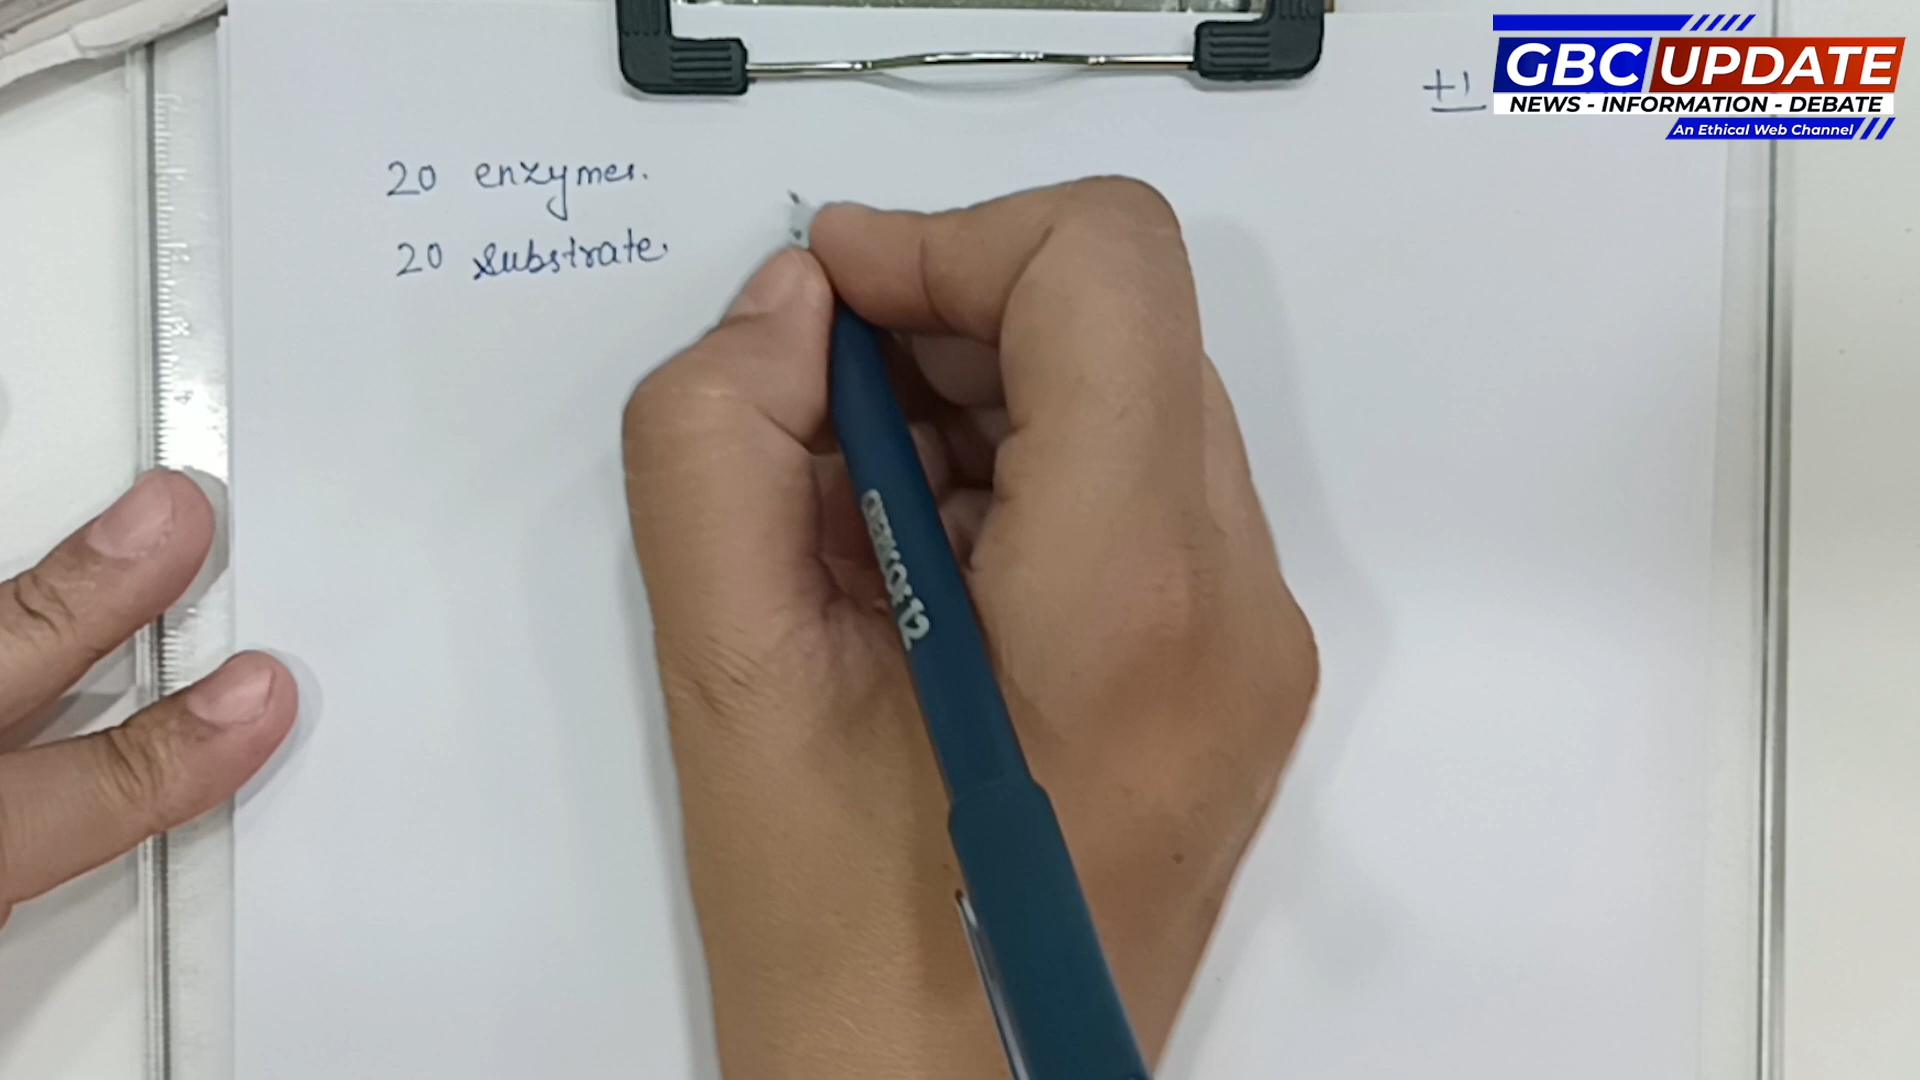 GBC UPDATE
NEWS - INFORMATION - DEBATE
An Ethical Web Channel
+1
20 enzymes.
20 substrate.